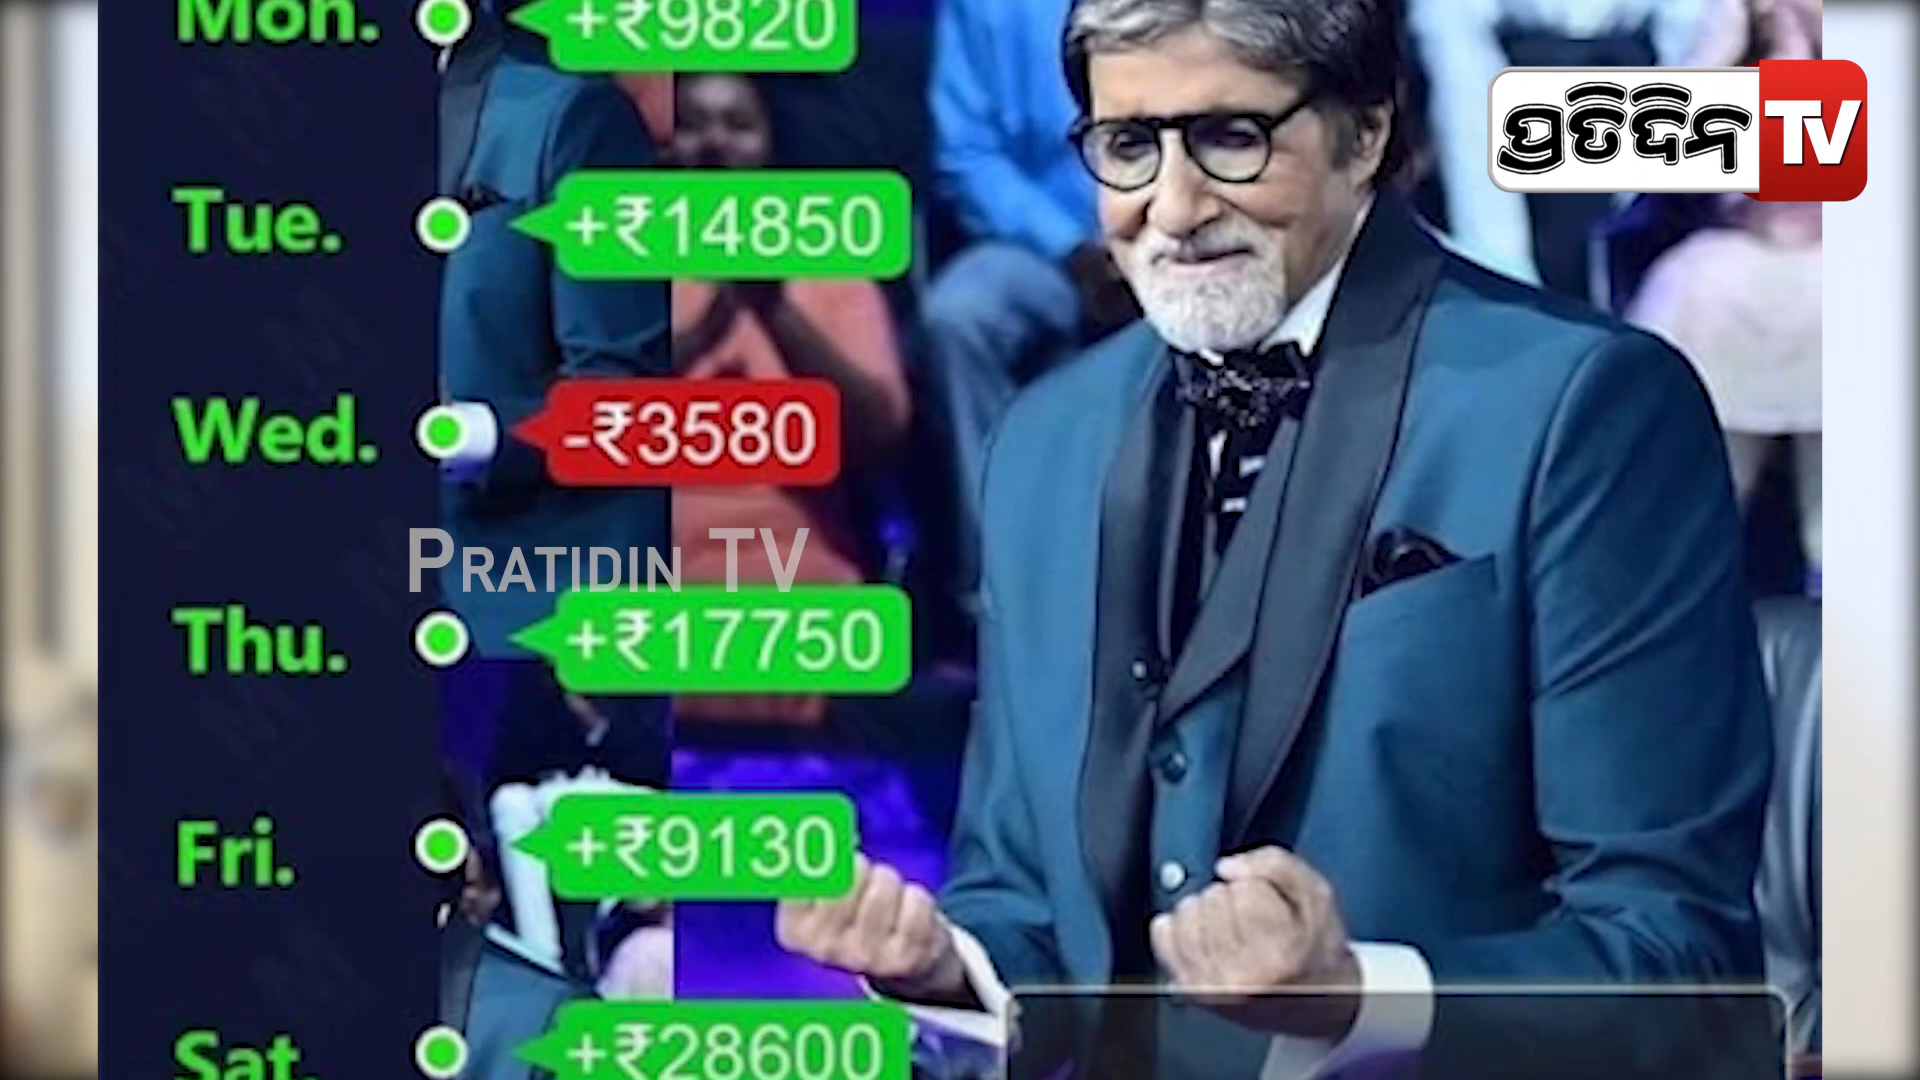 Mon. +₹9820
ପ୍ରତିଦିନ TV
Tue. +₹14850
Wed. -₹3580
PRATIDIN TV
Thu. +₹17750
Fri. +₹9130
Sat. +₹28600